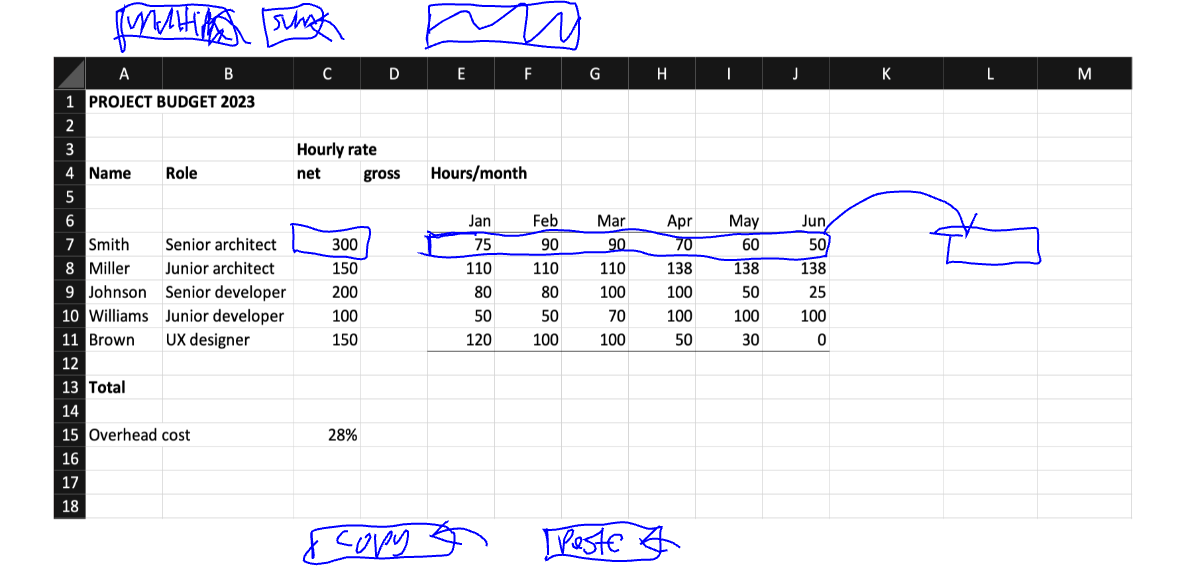 A B C D E F G H I J K L M
1 PROJECT BUDGET 2023
2
3 Hourly rate
4 Name Role net gross Hours/month
5
6 Jan Feb Mar Apr May Jun
7 Smith Senior architect 300 75 90 90 70 60 50
8 Miller Junior architect 150 110 110 110 138 138 138
9 Johnson Senior developer 200 80 80 100 100 50 25
10 Williams Junior developer 100 50 50 70 100 100 100
11 Brown UX designer 150 120 100 100 50 30 0
12
13 Total
14
15 Overhead cost 28%
16
17
18
copy Paste